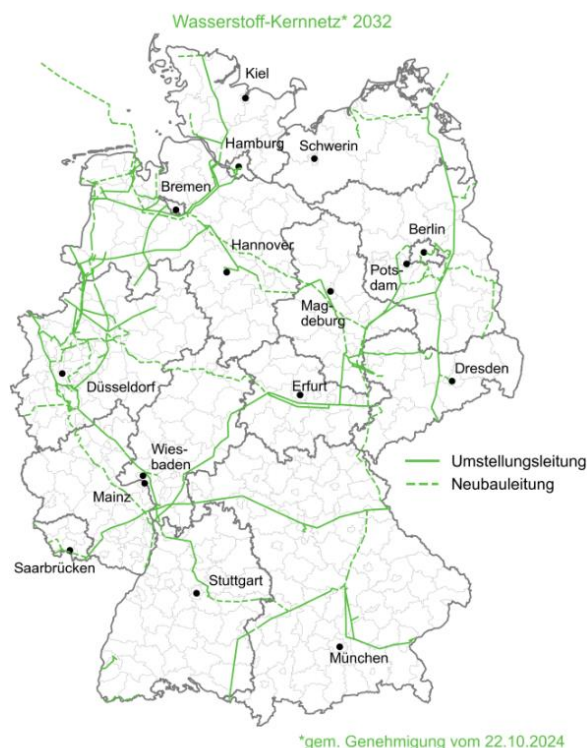 Wasserstoff-Kernnetz* 2032
Kiel
Hamburg
Schwerin
Bremen
Berlin
Hannover
Pots-
dam
Mag-
deburg
Düsseldorf
Dresden
Erfurt
Wies-
baden
Umstellungsleitung
Mainz
Neubauleitung
Saarbrücken
Stuttgart
München
*gem. Genehmigung vom 22.10.2024